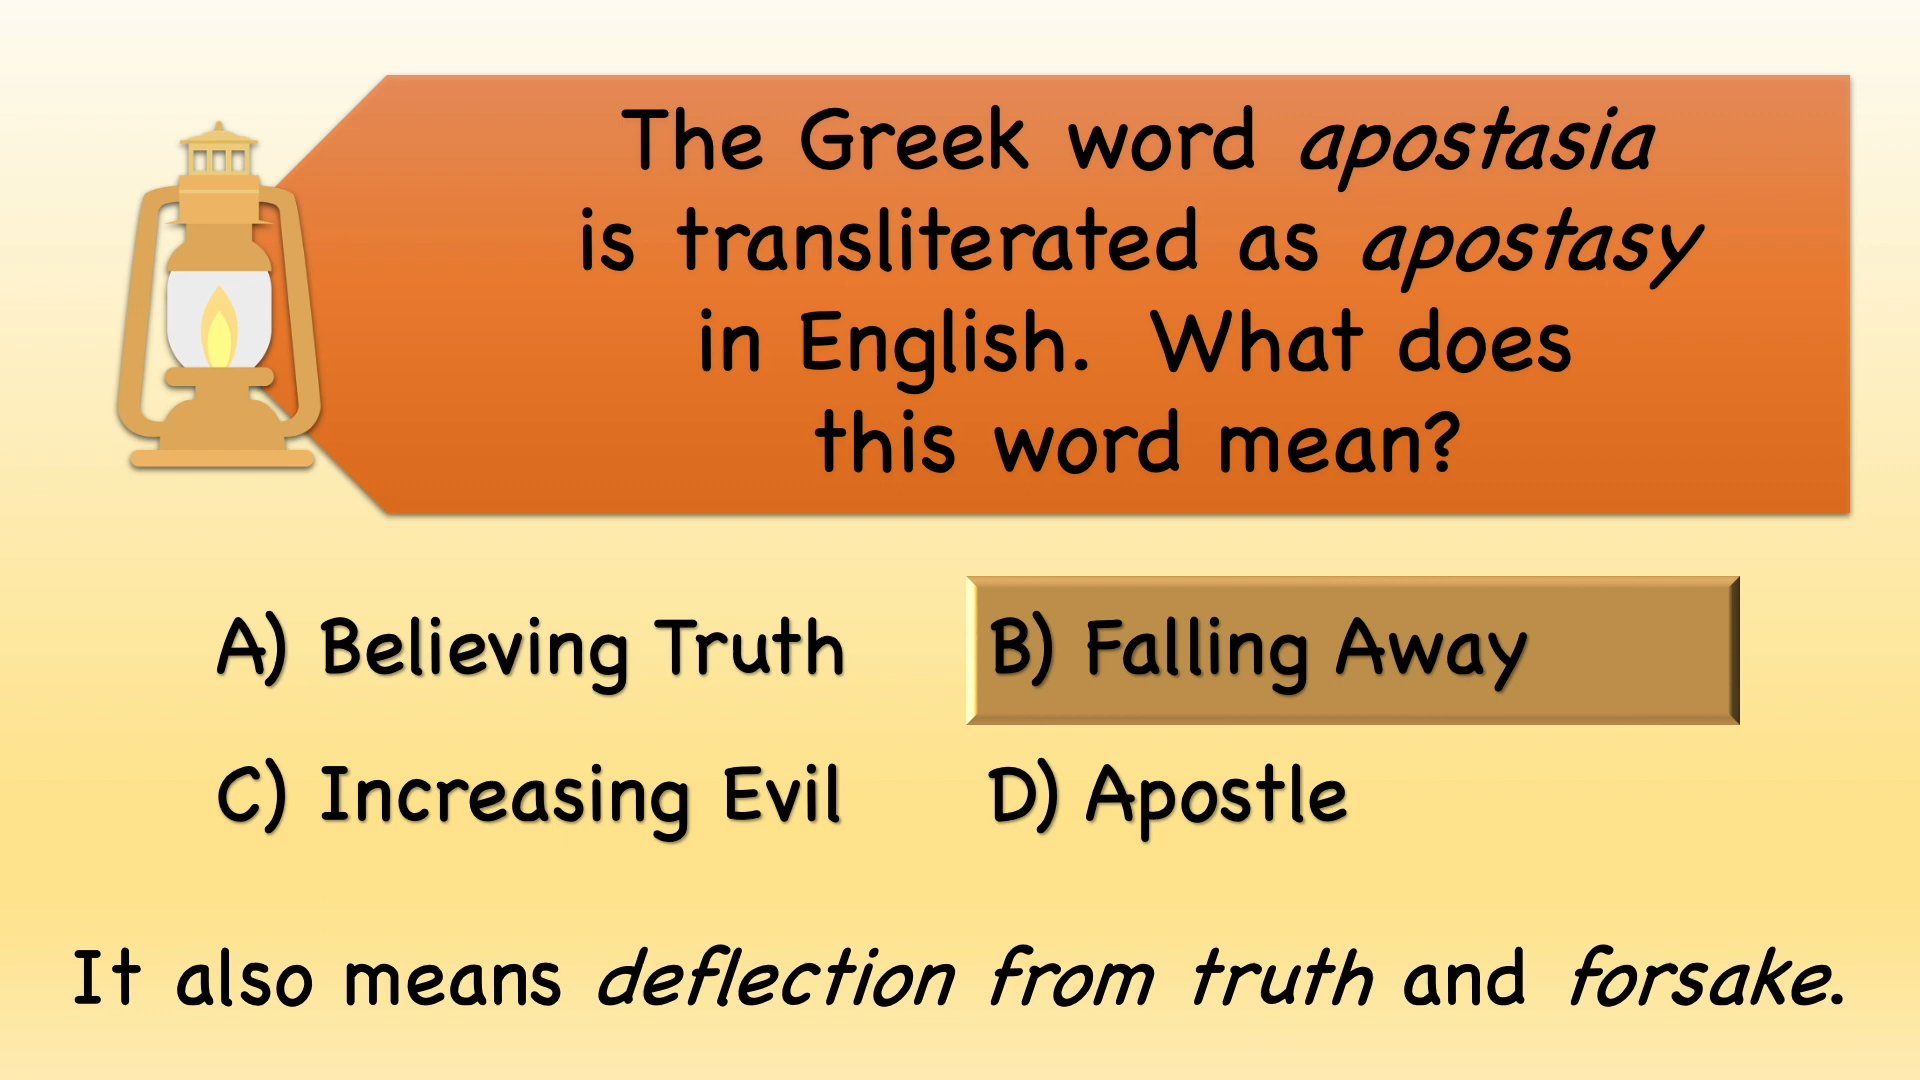 The Greek word apostasia
is transliterated as apostasy
in English. What does
this word mean?
A) Believing Truth
B) Falling Away
C) Increasing Evil
D) Apostle
It also means deflection from truth and forsake.